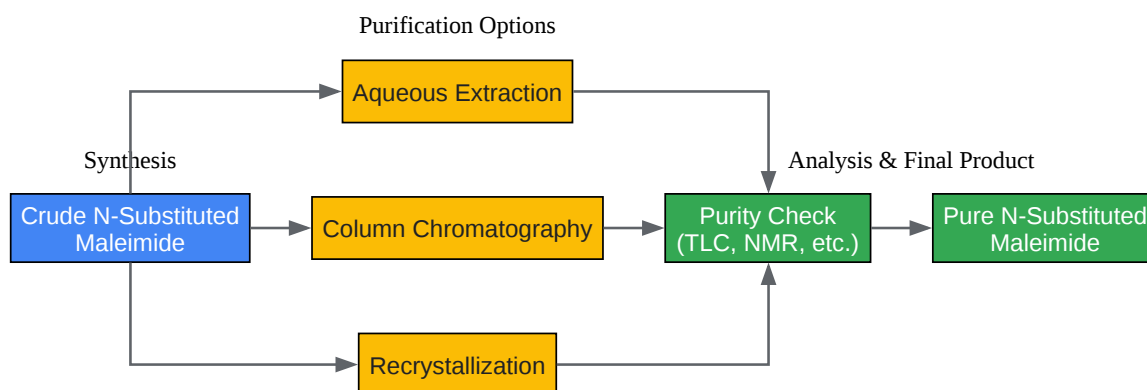 Purification Options
Aqueous Extraction
Synthesis
Analysis & Final Product
Crude N-Substituted
Maleimide
Column Chromatography
Purity Check
(TLC, NMR, etc.)
Pure N-Substituted
Maleimide
Recrystallization